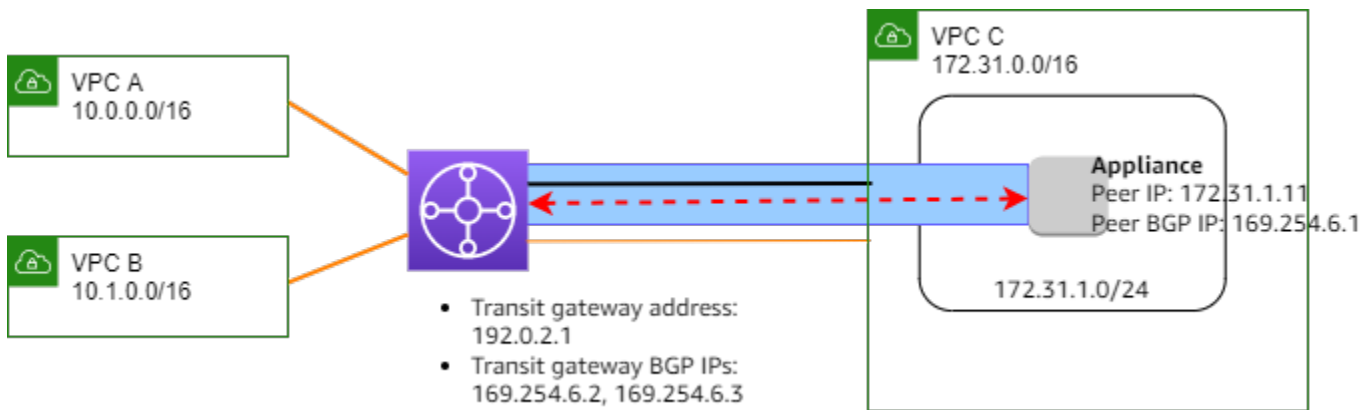 VPC A
10.0.0.0/16
VPC B
10.1.0.0/16
• Transit gateway address:
192.0.2.1
• Transit gateway BGP IPs:
169.254.6.2, 169.254.6.3
VPC C
172.31.0.0/16
Appliance
Peer IP: 172.31.1.11
Peer BGP IP: 169.254.6.1
172.31.1.0/24